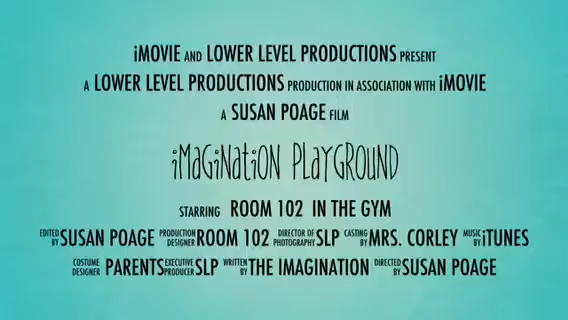 iMOVIE AND LOWER LEVEL PRODUCTIONS PRESENT
A LOWER LEVEL PRODUCTIONS PRODUCTION IN ASSOCIATION WITH iMOVIE
A SUSAN POAGE FILM
iMaGiNatiON PLaYGROUND
STARRING ROOM 102 IN THE GYM
EDITED BY SUSAN POAGE PRODUCTION DESIGNER ROOM 102 DIRECTOR OF PHOTOGRAPHY SLP CASTING BY MRS. CORLEY MUSIC BY iTUNES
COSTUME DESIGNER PARENTS EXECUTIVE PRODUCER SLP WRITTEN BY THE IMAGINATION DIRECTED BY SUSAN POAGE